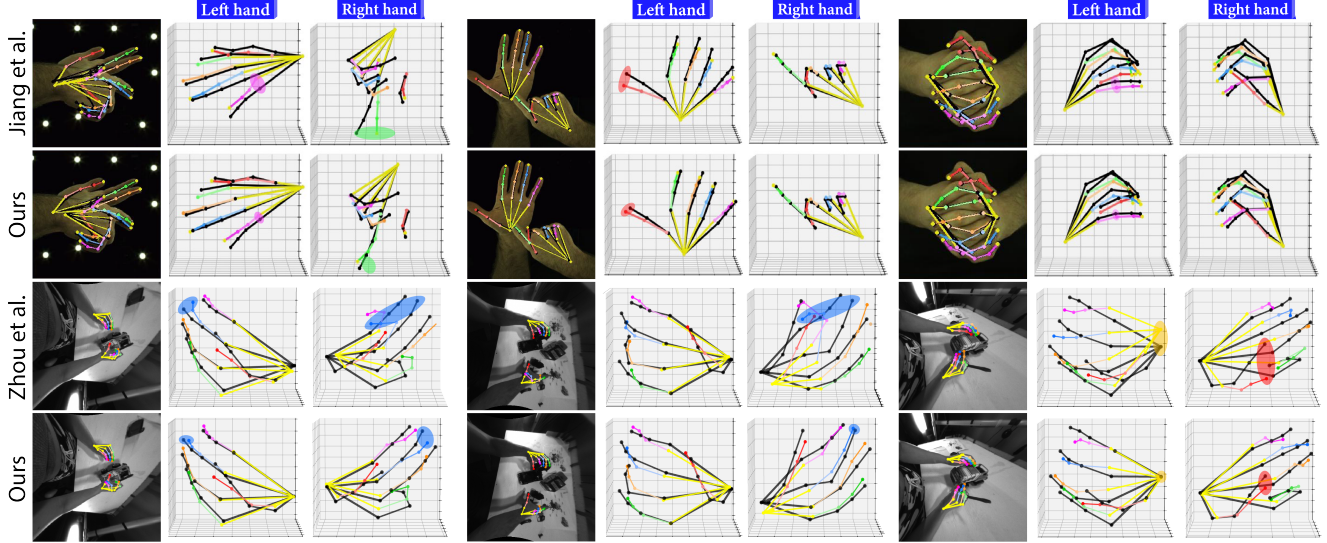 Left hand Right hand Left hand Right hand Left hand Right hand
Jiang et al.
Ours
Zhou et al.
Ours